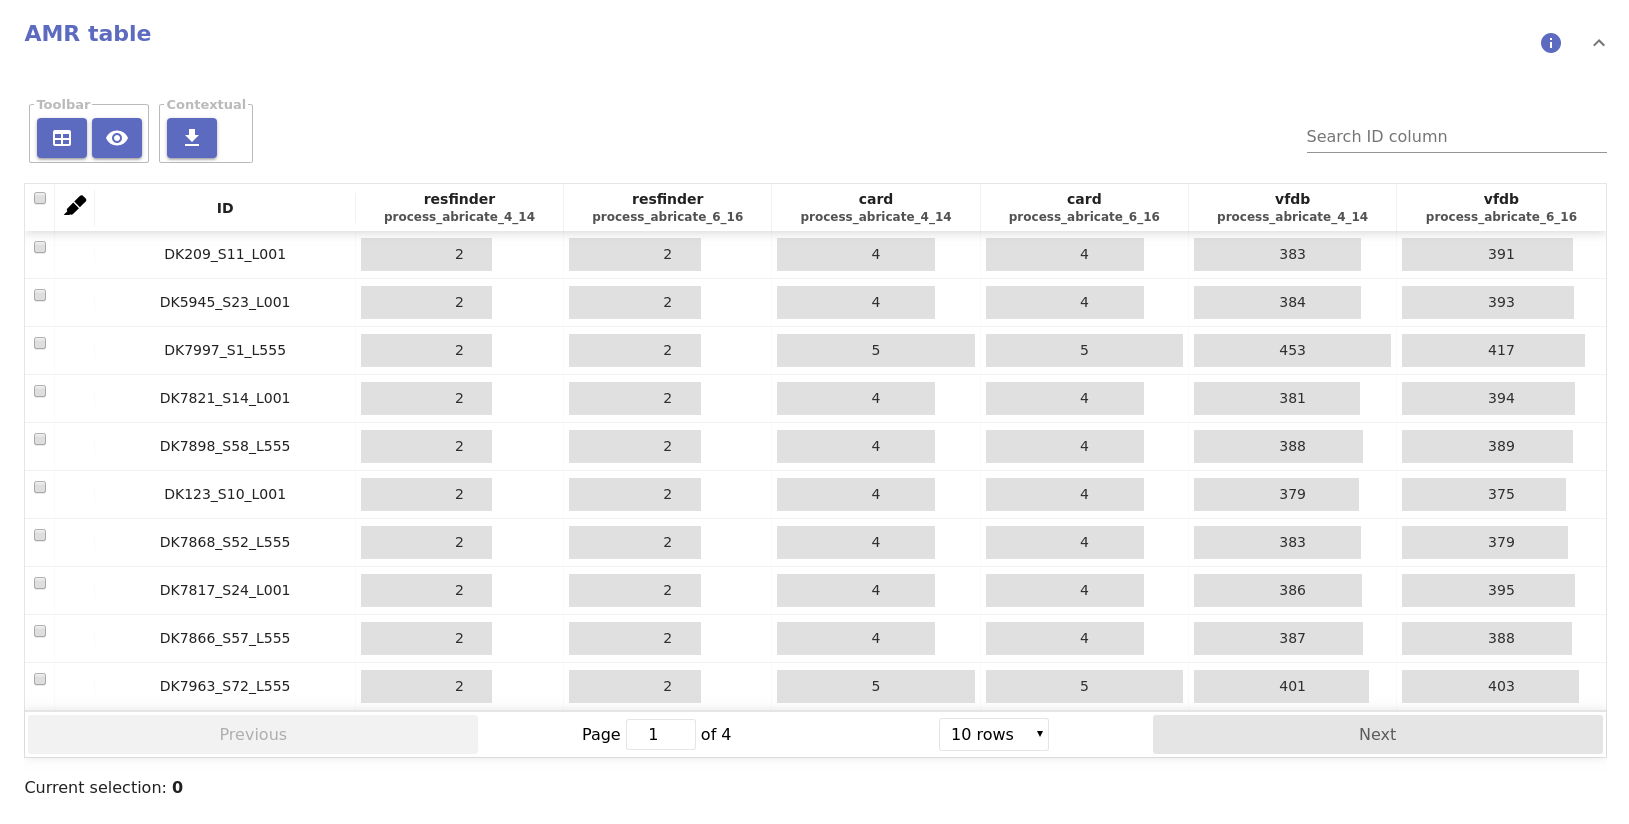 AMR table
Toolbar
Contextual
Search ID column
ID
resfinder process_abricate_4_14
resfinder process_abricate_6_16
card process_abricate_4_14
card process_abricate_6_16
vfdb process_abricate_4_14
vfdb process_abricate_6_16
DK209_S11_L001 2 2 4 4 383 391
DK5945_S23_L001 2 2 4 4 384 393
DK7997_S1_L555 2 2 5 5 453 417
DK7821_S14_L001 2 2 4 4 381 394
DK7898_S58_L555 2 2 4 4 388 389
DK123_S10_L001 2 2 4 4 379 375
DK7868_S52_L555 2 2 4 4 383 379
DK7817_S24_L001 2 2 4 4 386 395
DK7866_S57_L555 2 2 4 4 387 388
DK7963_S72_L555 2 2 5 5 401 403
Previous Page 1 of 4 10 rows Next
Current selection: 0